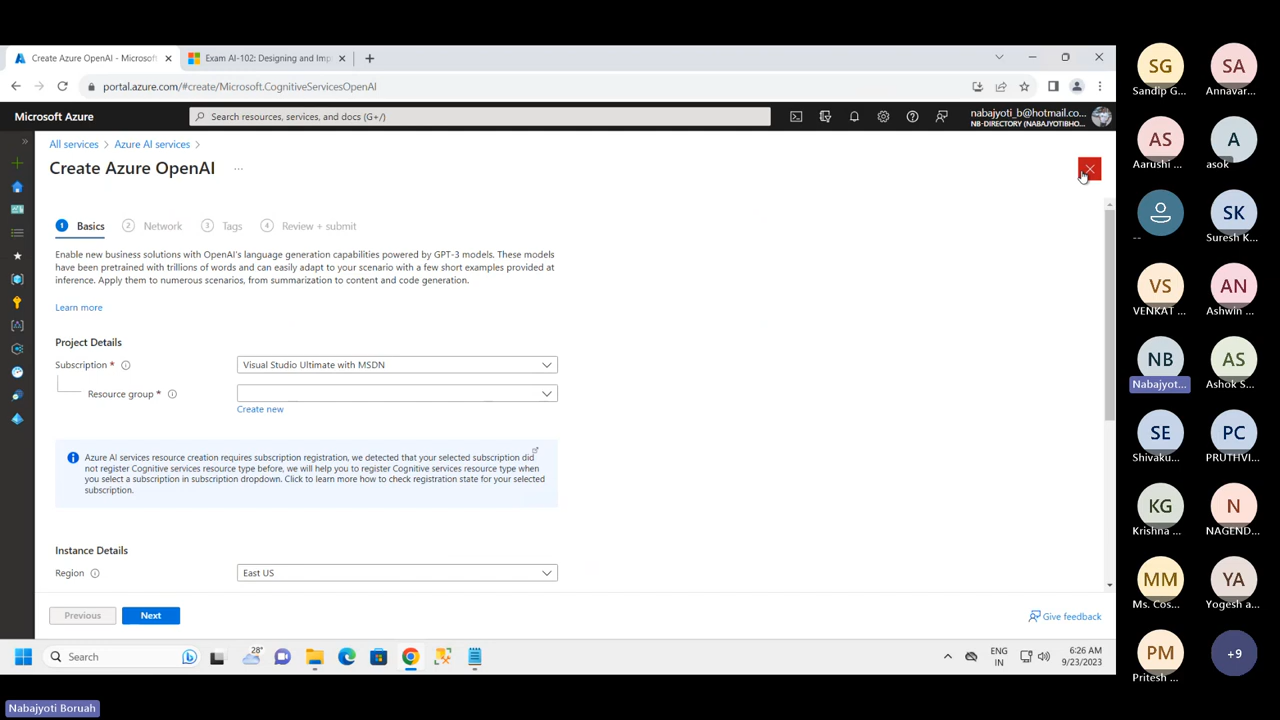 Create Azure OpenAI - Microsof
Exam AI-102: Designing and Imp
portal.azure.com/#create/Microsoft.CognitiveServicesOpenAI
Microsoft Azure
Search resources, services, and docs (G+/)
nabajyoti_b@hotmail.co...
NB-DIRECTORY (NABAJYOTIBHO...
All services > Azure AI services >
Create Azure OpenAI ...
1 Basics
2 Network
3 Tags
4 Review + submit
Enable new business solutions with OpenAI's language generation capabilities powered by GPT-3 models. These models
have been pretrained with trillions of words and can easily adapt to your scenario with a few short examples provided at
inference. Apply them to numerous scenarios, from summarization to content and code generation.
Learn more
Project Details
Subscription *
Visual Studio Ultimate with MSDN
Resource group *
Create new
Azure AI services resource creation requires subscription registration, we detected that your selected subscription did
not register Cognitive services resource type before, we will help you to register Cognitive services resource type when
you select a subscription in subscription dropdown. Click to learn more how to check registration state for your selected
subscription.
Instance Details
Region
East US
Previous
Next
Give feedback
Search
28°
ENG
IN
6:26 AM
9/23/2023
SG
Sandip G...
SA
Annavar...
AS
Aarushi ...
A
asok
--
SK
Suresh K...
VS
VENKAT ...
AN
Ashwin ...
NB
Nabajyot...
AS
Ashok S...
SE
Shivaku...
PC
PRUTHVI...
KG
Krishna ...
N
NAGEND...
MM
Ms. Cos...
YA
Yogesh a...
PM
Pritesh ...
+9
Nabajyoti Boruah